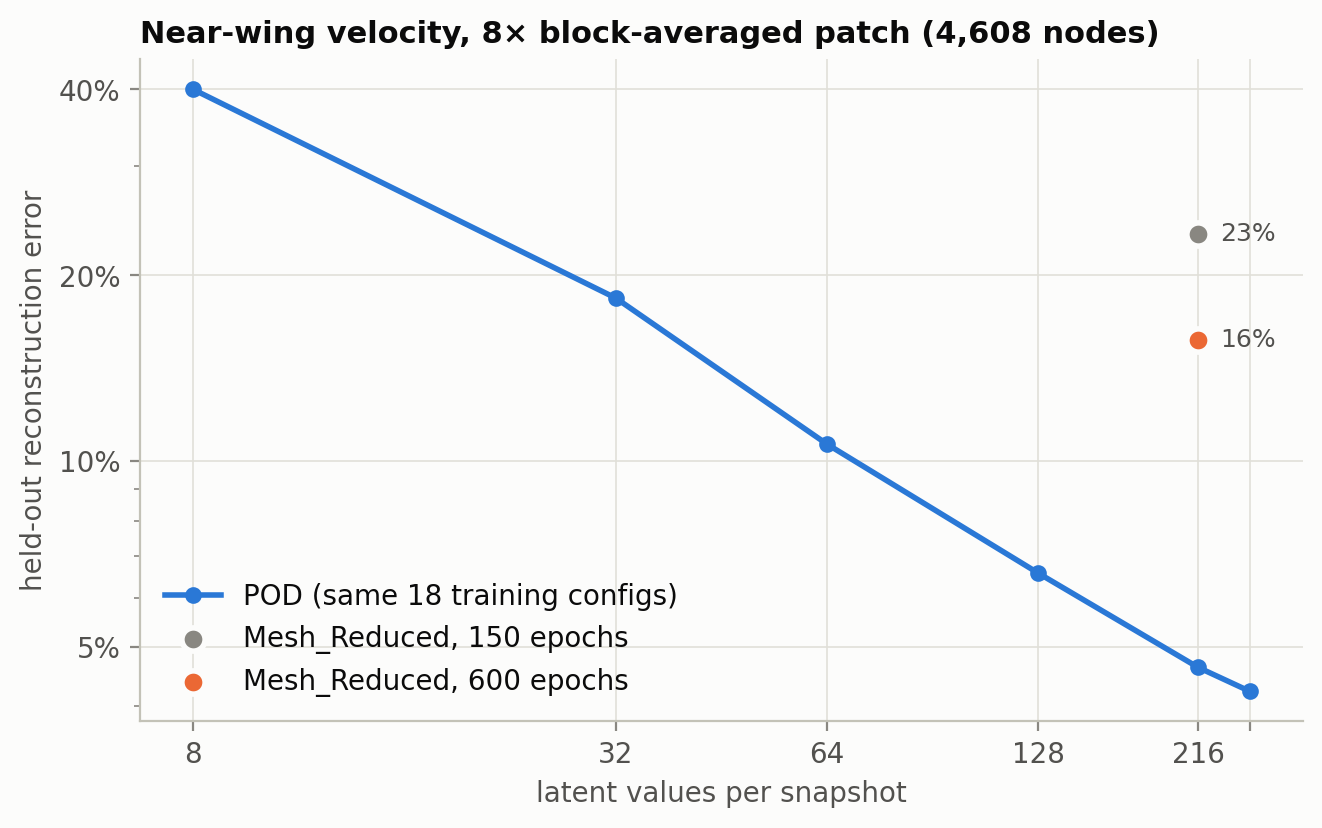 Near-wing velocity, 8× block-averaged patch (4,608 nodes)
held-out reconstruction error
40%
20%
10%
5%
23%
16%
POD (same 18 training configs)
Mesh_Reduced, 150 epochs
Mesh_Reduced, 600 epochs
8 32 64 128 216
latent values per snapshot